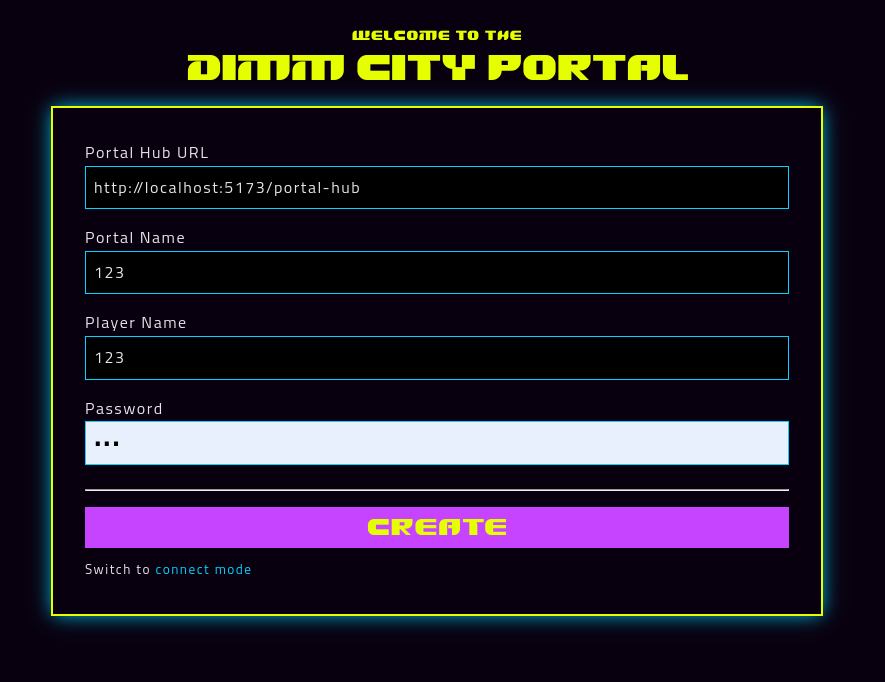 WELCOME TO THE
DIMM CITY PORTAL
Portal Hub URL
http://localhost:5173/portal-hub
Portal Name
123
Player Name
123
Password
•••
CREATE
Switch to connect mode